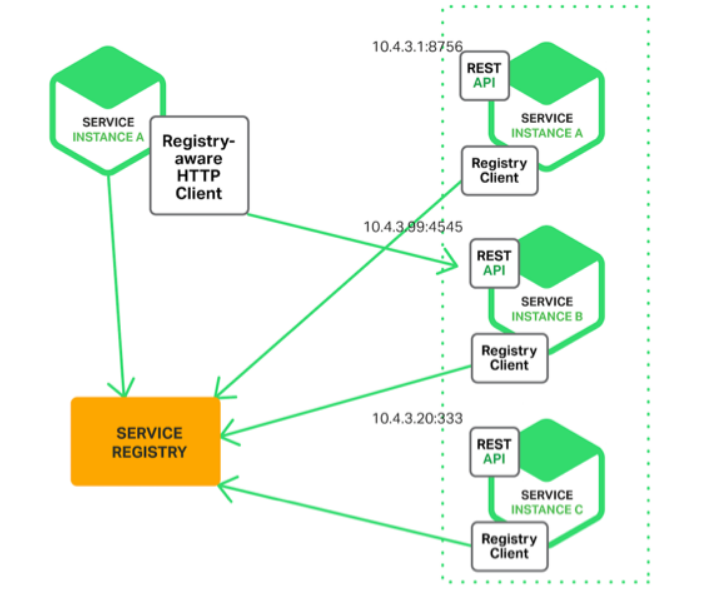 10.4.3.1:8756
REST
API
SERVICE
INSTANCE A
Registry-
aware
HTTP
Client
SERVICE
INSTANCE A
Registry
Client
10.4.3.99:4545
REST
API
SERVICE
INSTANCE B
Registry
Client
10.4.3.20:333
SERVICE
REGISTRY
REST
API
SERVICE
INSTANCE C
Registry
Client